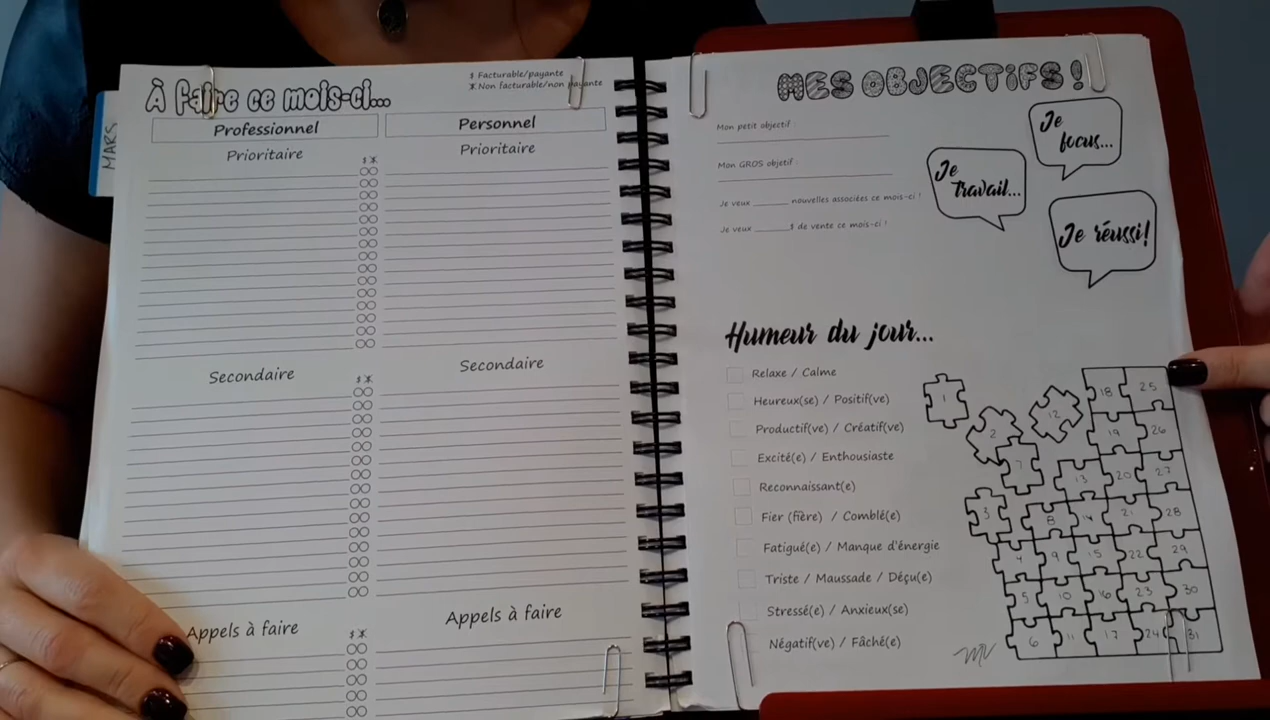 À faire ce mois-ci...
$ Facturable/payante
* Non facturable/non payante
MARS
Professionnel
Personnel
Prioritaire
$ *
Prioritaire
Secondaire
$ *
Secondaire
Appels à faire
$ *
Appels à faire
MES OBJECTIFS !
Mon petit objectif :
Mon GROS objetif :
Je veux ________ nouvelles associées ce mois-ci !
Je veux ________$ de vente ce mois-ci !
Je focus...
Je travail...
Je réussi!
Humeur du jour...
Relaxe / Calme
Heureux(se) / Positif(ve)
Productif(ve) / Créatif(ve)
Excité(e) / Enthousiaste
Reconnaissant(e)
Fier (fière) / Comblé(e)
Fatigué(e) / Manque d'énergie
Triste / Maussade / Déçu(e)
Stressé(e) / Anxieux(se)
Négatif(ve) / Fâché(e)
1 2 12 18 25
19 26
7 13 20 27
3 8 14 21 28
4 9 15 22 29
5 10 16 23 30
6 11 17 24 31